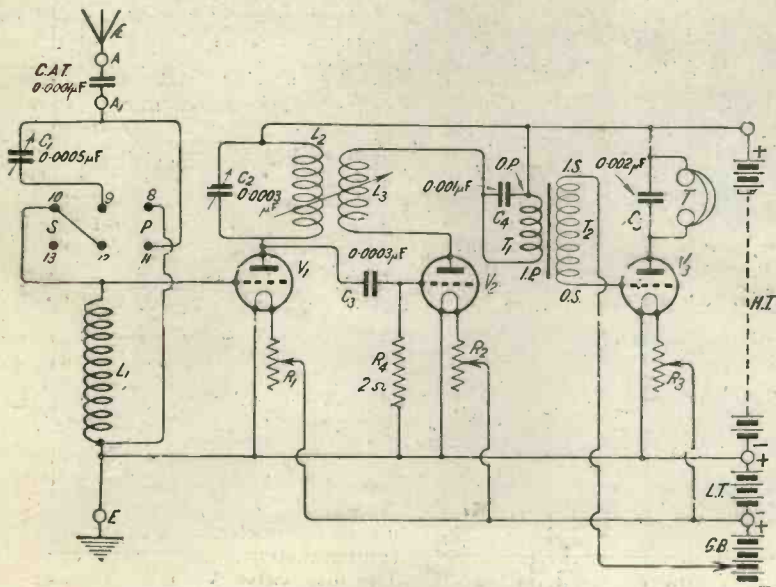 Æ
A
C.A.T.
0.0001µF
A1
C1
0.0005µF
10
9
8
S
P
13
12
11
L1
E
C2
0.0003
µF
L2
L3
V1
R1
0.0003µF
C3
R4
2Ω
V2
R2
0.001µF
C4
O.P.
T1
I.P.
I.S.
T2
O.S.
0.002µF
C5
T
V3
R3
+
H.T.
-
+
L.T.
-
+
G.B.